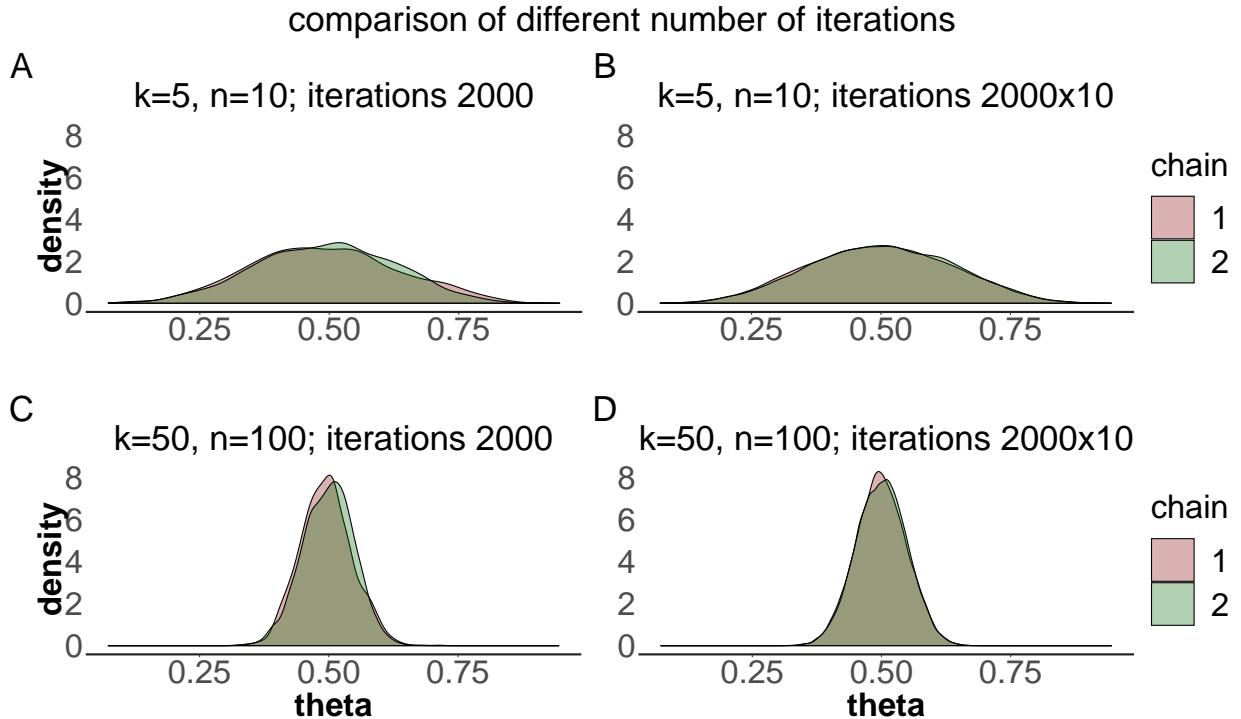 comparison of different number of iterations
A
k=5, n=10; iterations 2000
density
8
6
4
2
0
0.25 0.50 0.75
B
k=5, n=10; iterations 2000x10
8
6
4
2
0
0.25 0.50 0.75
chain
1
2
C
k=50, n=100; iterations 2000
density
8
6
4
2
0
0.25 0.50 0.75
theta
D
k=50, n=100; iterations 2000x10
8
6
4
2
0
0.25 0.50 0.75
theta
chain
1
2